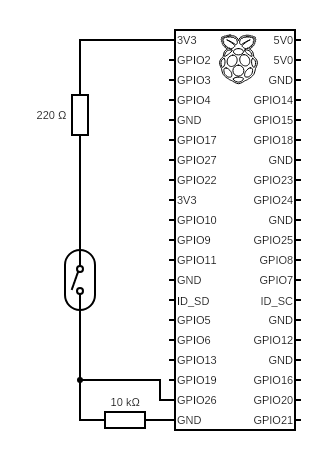 3V3 5V0
GPIO2 5V0
GPIO3 GND
GPIO4 GPIO14
220 Ω
GND GPIO15
GPIO17 GPIO18
GPIO27 GND
GPIO22 GPIO23
3V3 GPIO24
GPIO10 GND
GPIO9 GPIO25
GPIO11 GPIO8
GND GPIO7
ID_SD ID_SC
GPIO5 GND
GPIO6 GPIO12
GPIO13 GND
GPIO19 GPIO16
10 kΩ
GPIO26 GPIO20
GND GPIO21